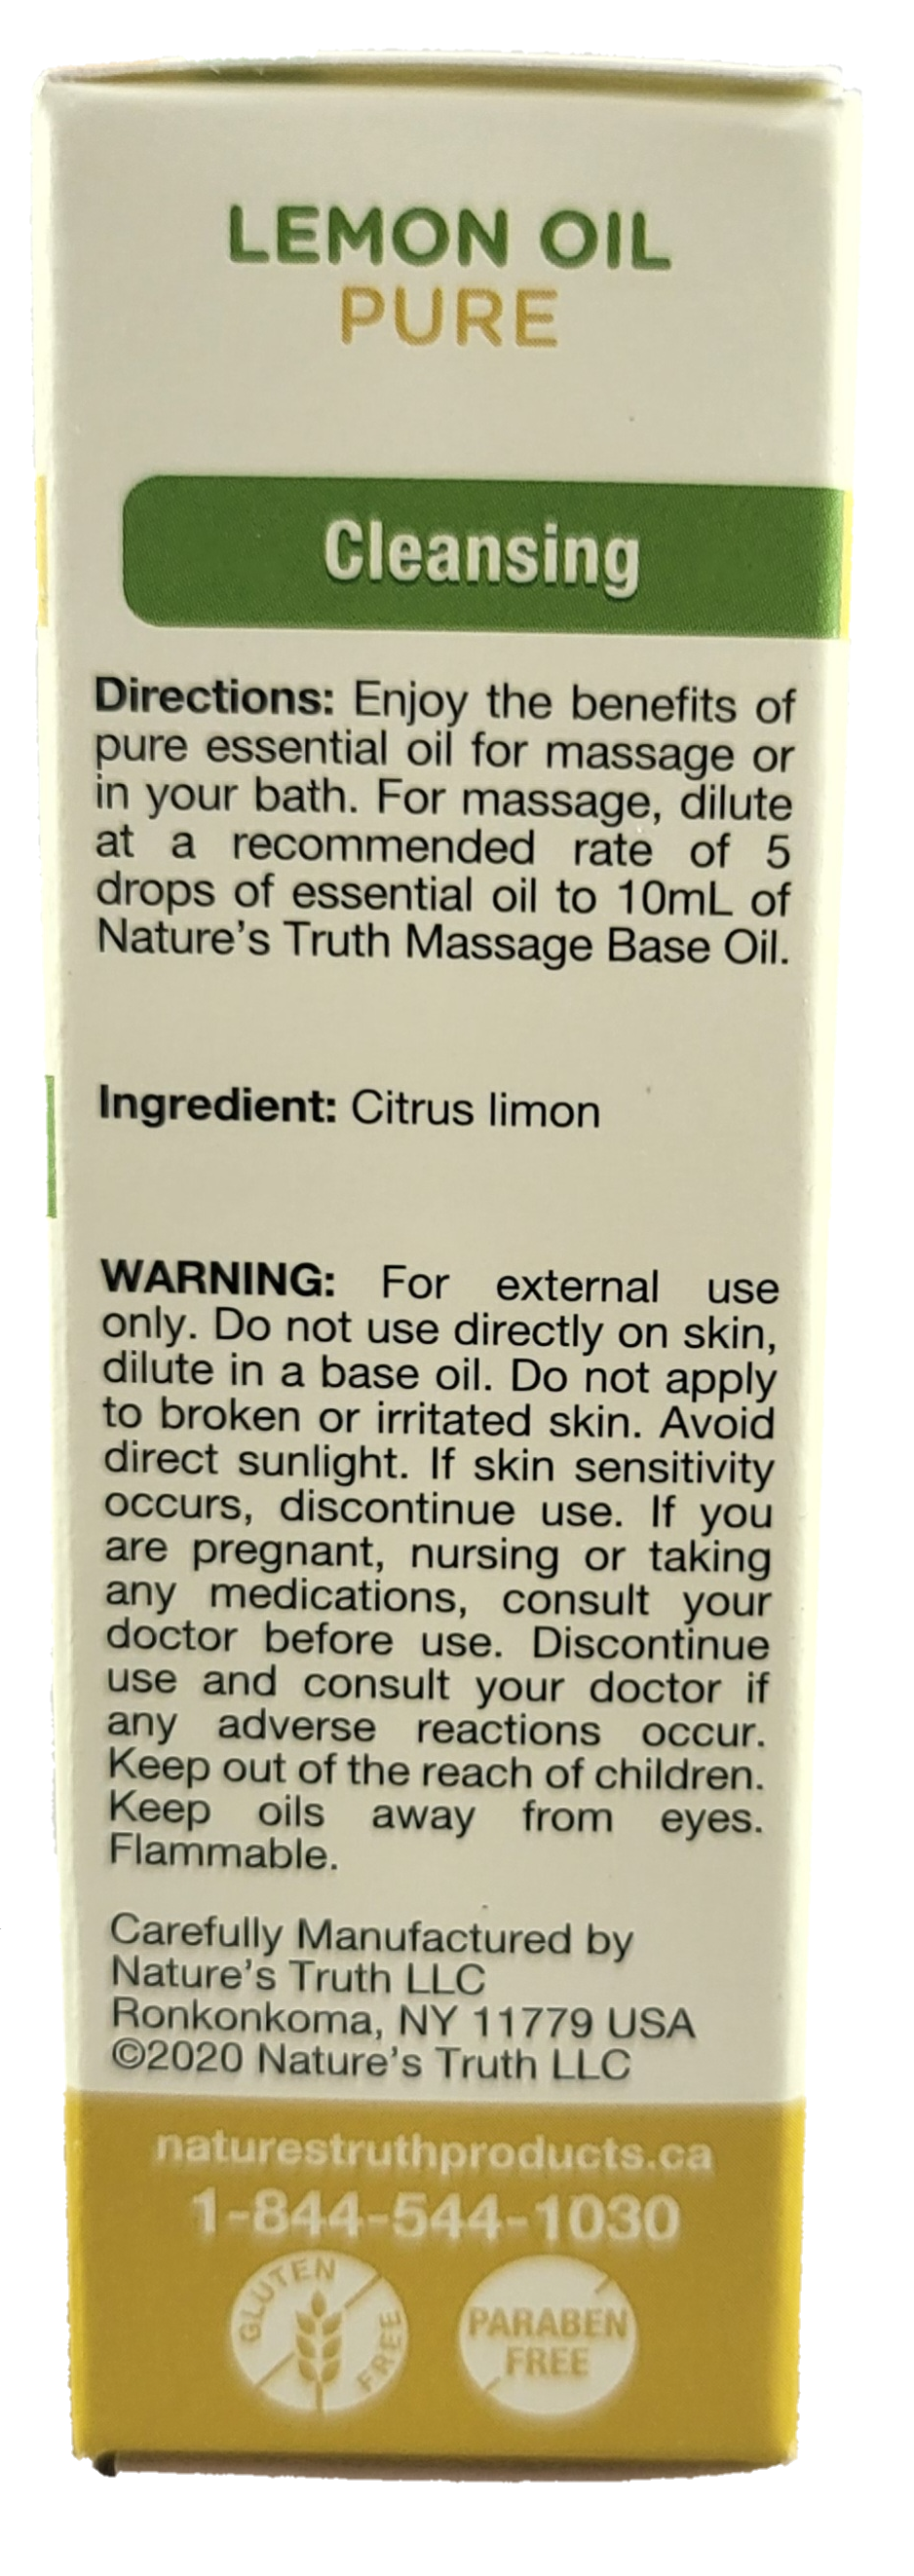 LEMON OIL
PURE
Cleansing
Directions: Enjoy the benefits of
pure essential oil for massage or
in your bath. For massage, dilute
at a recommended rate of 5
drops of essential oil to 10mL of
Nature's Truth Massage Base Oil.
Ingredient: Citrus limon
WARNING: For external use
only. Do not use directly on skin,
dilute in a base oil. Do not apply
to broken or irritated skin. Avoid
direct sunlight. If skin sensitivity
occurs, discontinue use. If you
are pregnant, nursing or taking
any medications, consult your
doctor before use. Discontinue
use and consult your doctor if
any adverse reactions occur.
Keep out of the reach of children.
Keep oils away from eyes.
Flammable.
Carefully Manufactured by
Nature's Truth LLC
Ronkonkoma, NY 11779 USA
©2020 Nature's Truth LLC
naturestruthproducts.ca
1-844-544-1030
GLUTEN
FREE
PARABEN
FREE